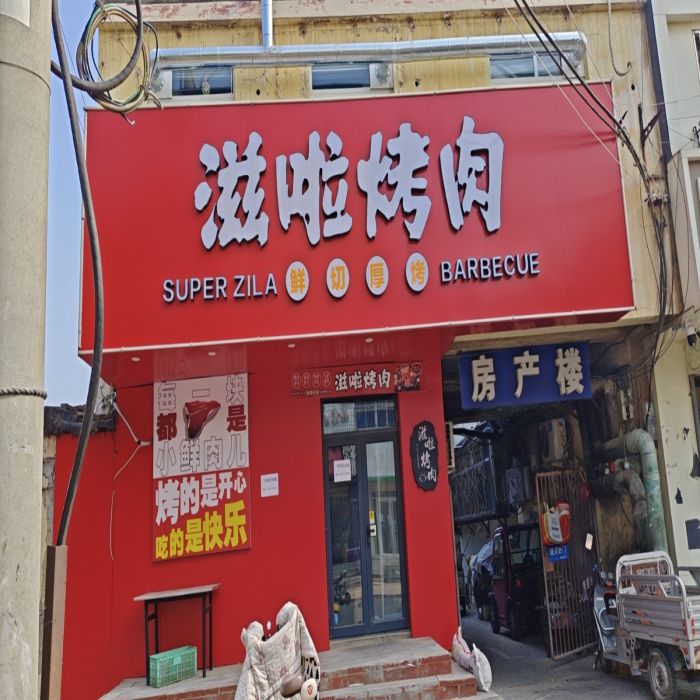 滋啦烤肉
SUPER ZILA 鲜切厚烤 BARBECUE
滋啦烤肉
房产楼
每一块
都是
小鲜肉儿
烤的是开心
吃的是快乐
滋啦烤肉